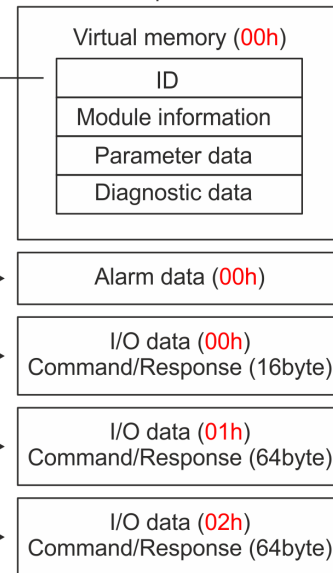 Virtual memory (00h)
ID
Module information
Parameter data
Diagnostic data
Alarm data (00h)
I/O data (00h)
Command/Response (16byte)
I/O data (01h)
Command/Response (64byte)
I/O data (02h)
Command/Response (64byte)